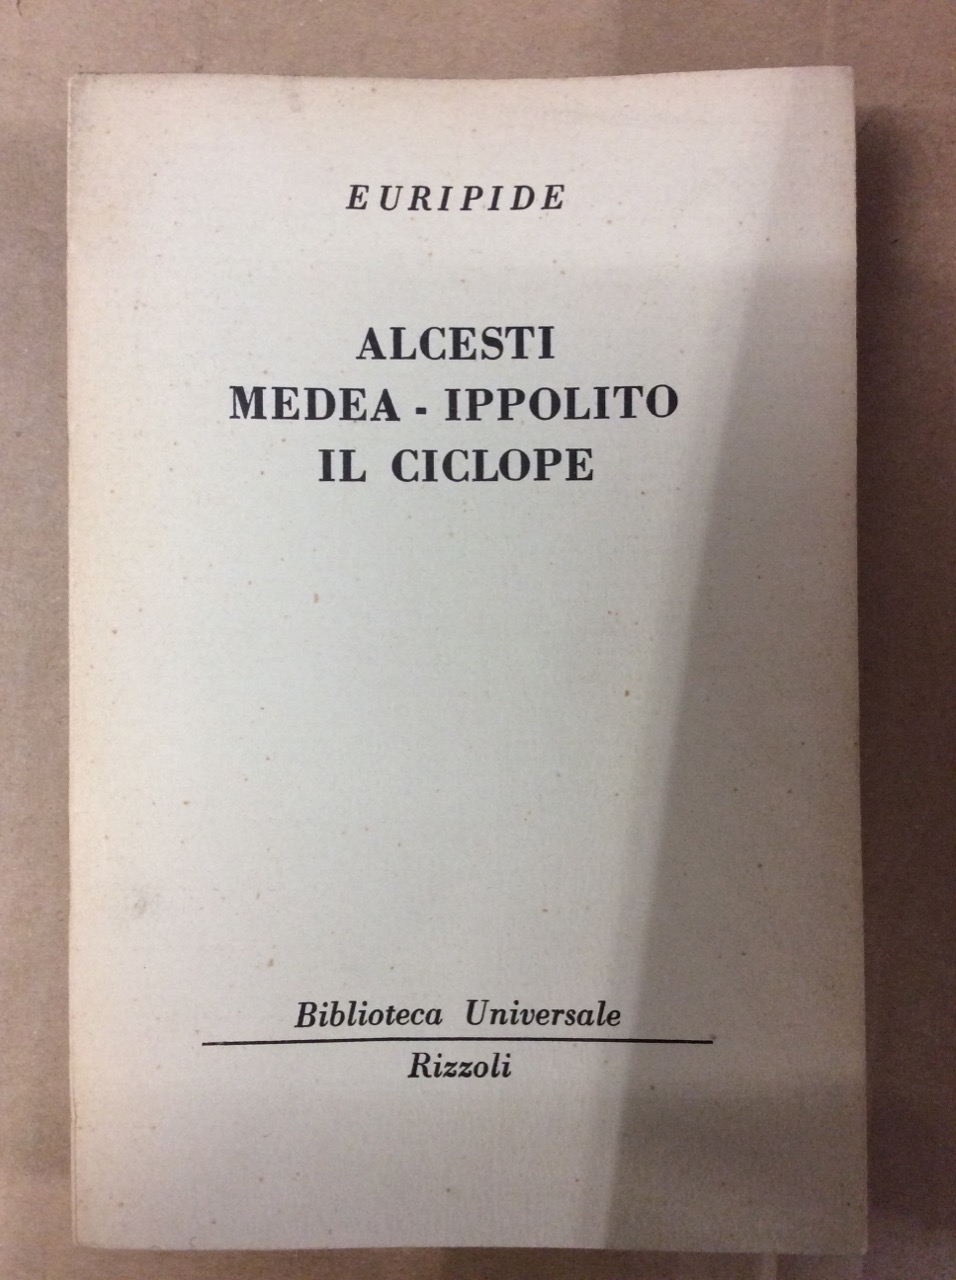 EURIPIDE
ALCESTI
MEDEA - IPPOLITO
IL CICLOPE
Biblioteca Universale
Rizzoli